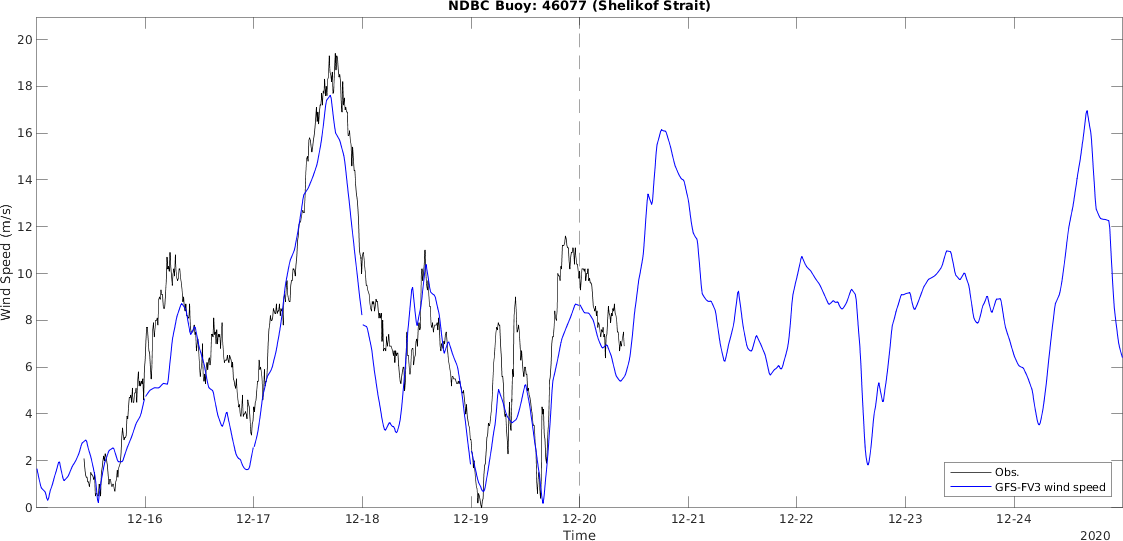 NDBC Buoy: 46077 (Shelikof Strait)
20
18
16
14
12
10
8
6
4
2
0
Wind Speed (m/s)
12-16 12-17 12-18 12-19 12-20 12-21 12-22 12-23 12-24
Time
2020
Obs.
GFS-FV3 wind speed